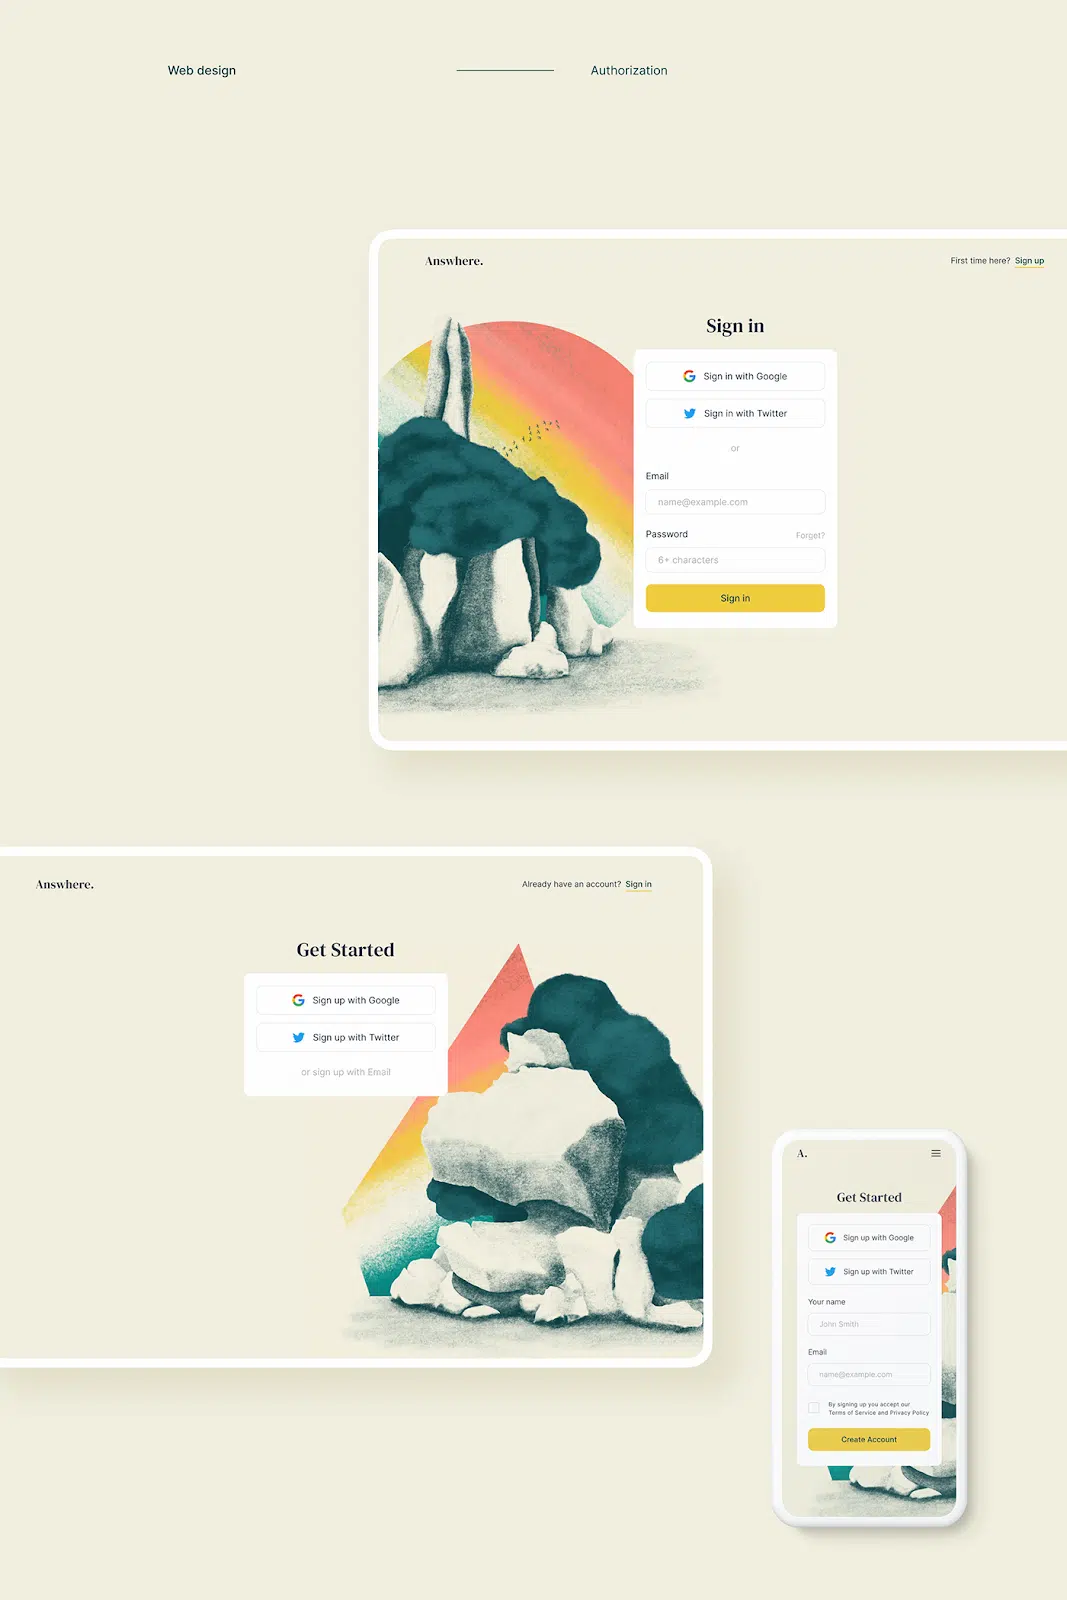 Web design
Authorization
Answhere.
First time here? Sign up
Sign in
Sign in with Google
Sign in with Twitter
or
Email
name@example.com
Password
Forget?
6+ characters
Sign in
Answhere.
Already have an account? Sign in
Get Started
Sign up with Google
Sign up with Twitter
or sign up with Email
A.
Get Started
Sign up with Google
Sign up with Twitter
Your name
John Smith
Email
name@example.com
By signing up you accept our
Terms of Service and Privacy Policy
Create Account